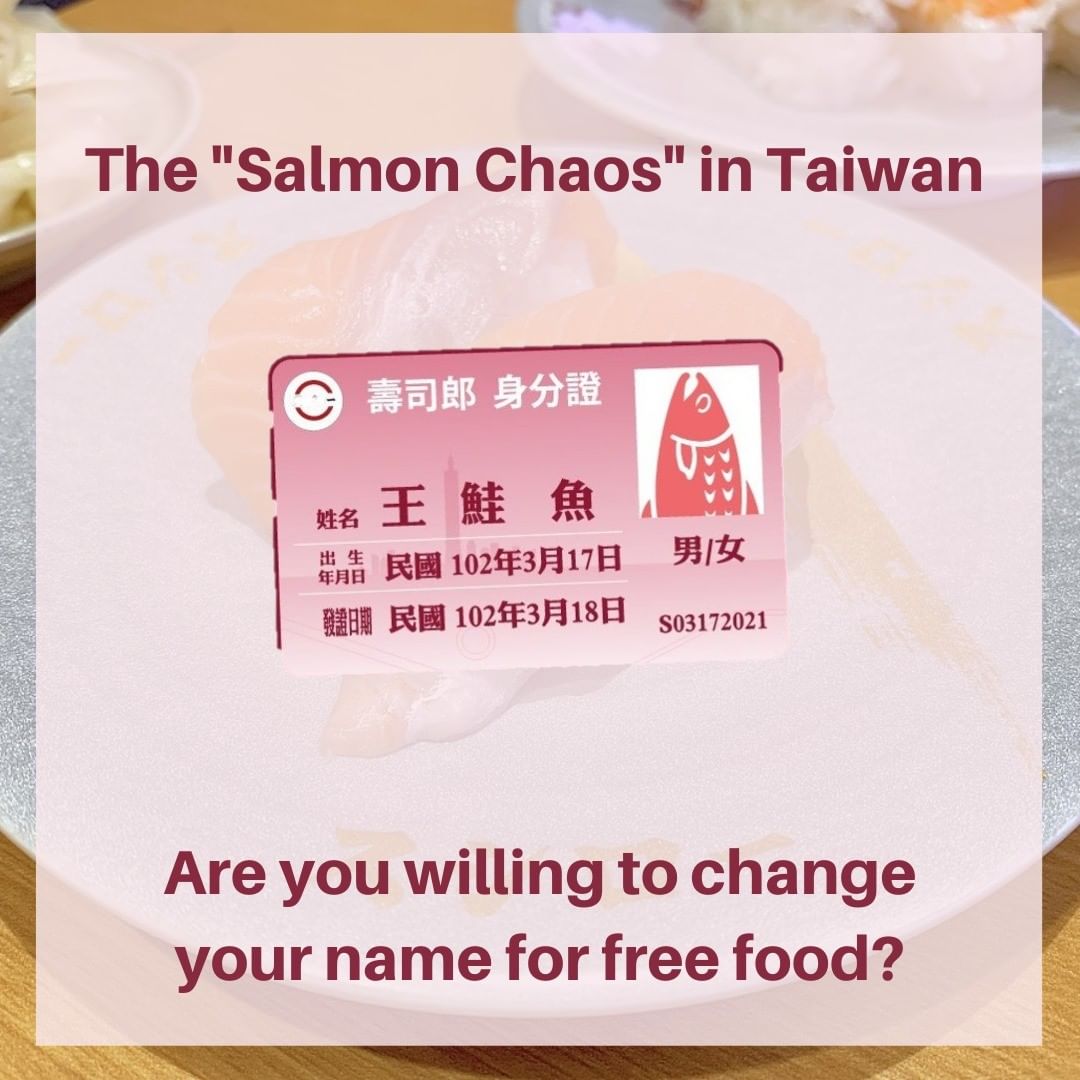 The "Salmon Chaos" in Taiwan
壽司郎 身分證
姓名 王 鮭 魚
出生年月日 民國 102年3月17日
男/女
發證日期 民國 102年3月18日
S03172021
Are you willing to change
your name for free food?